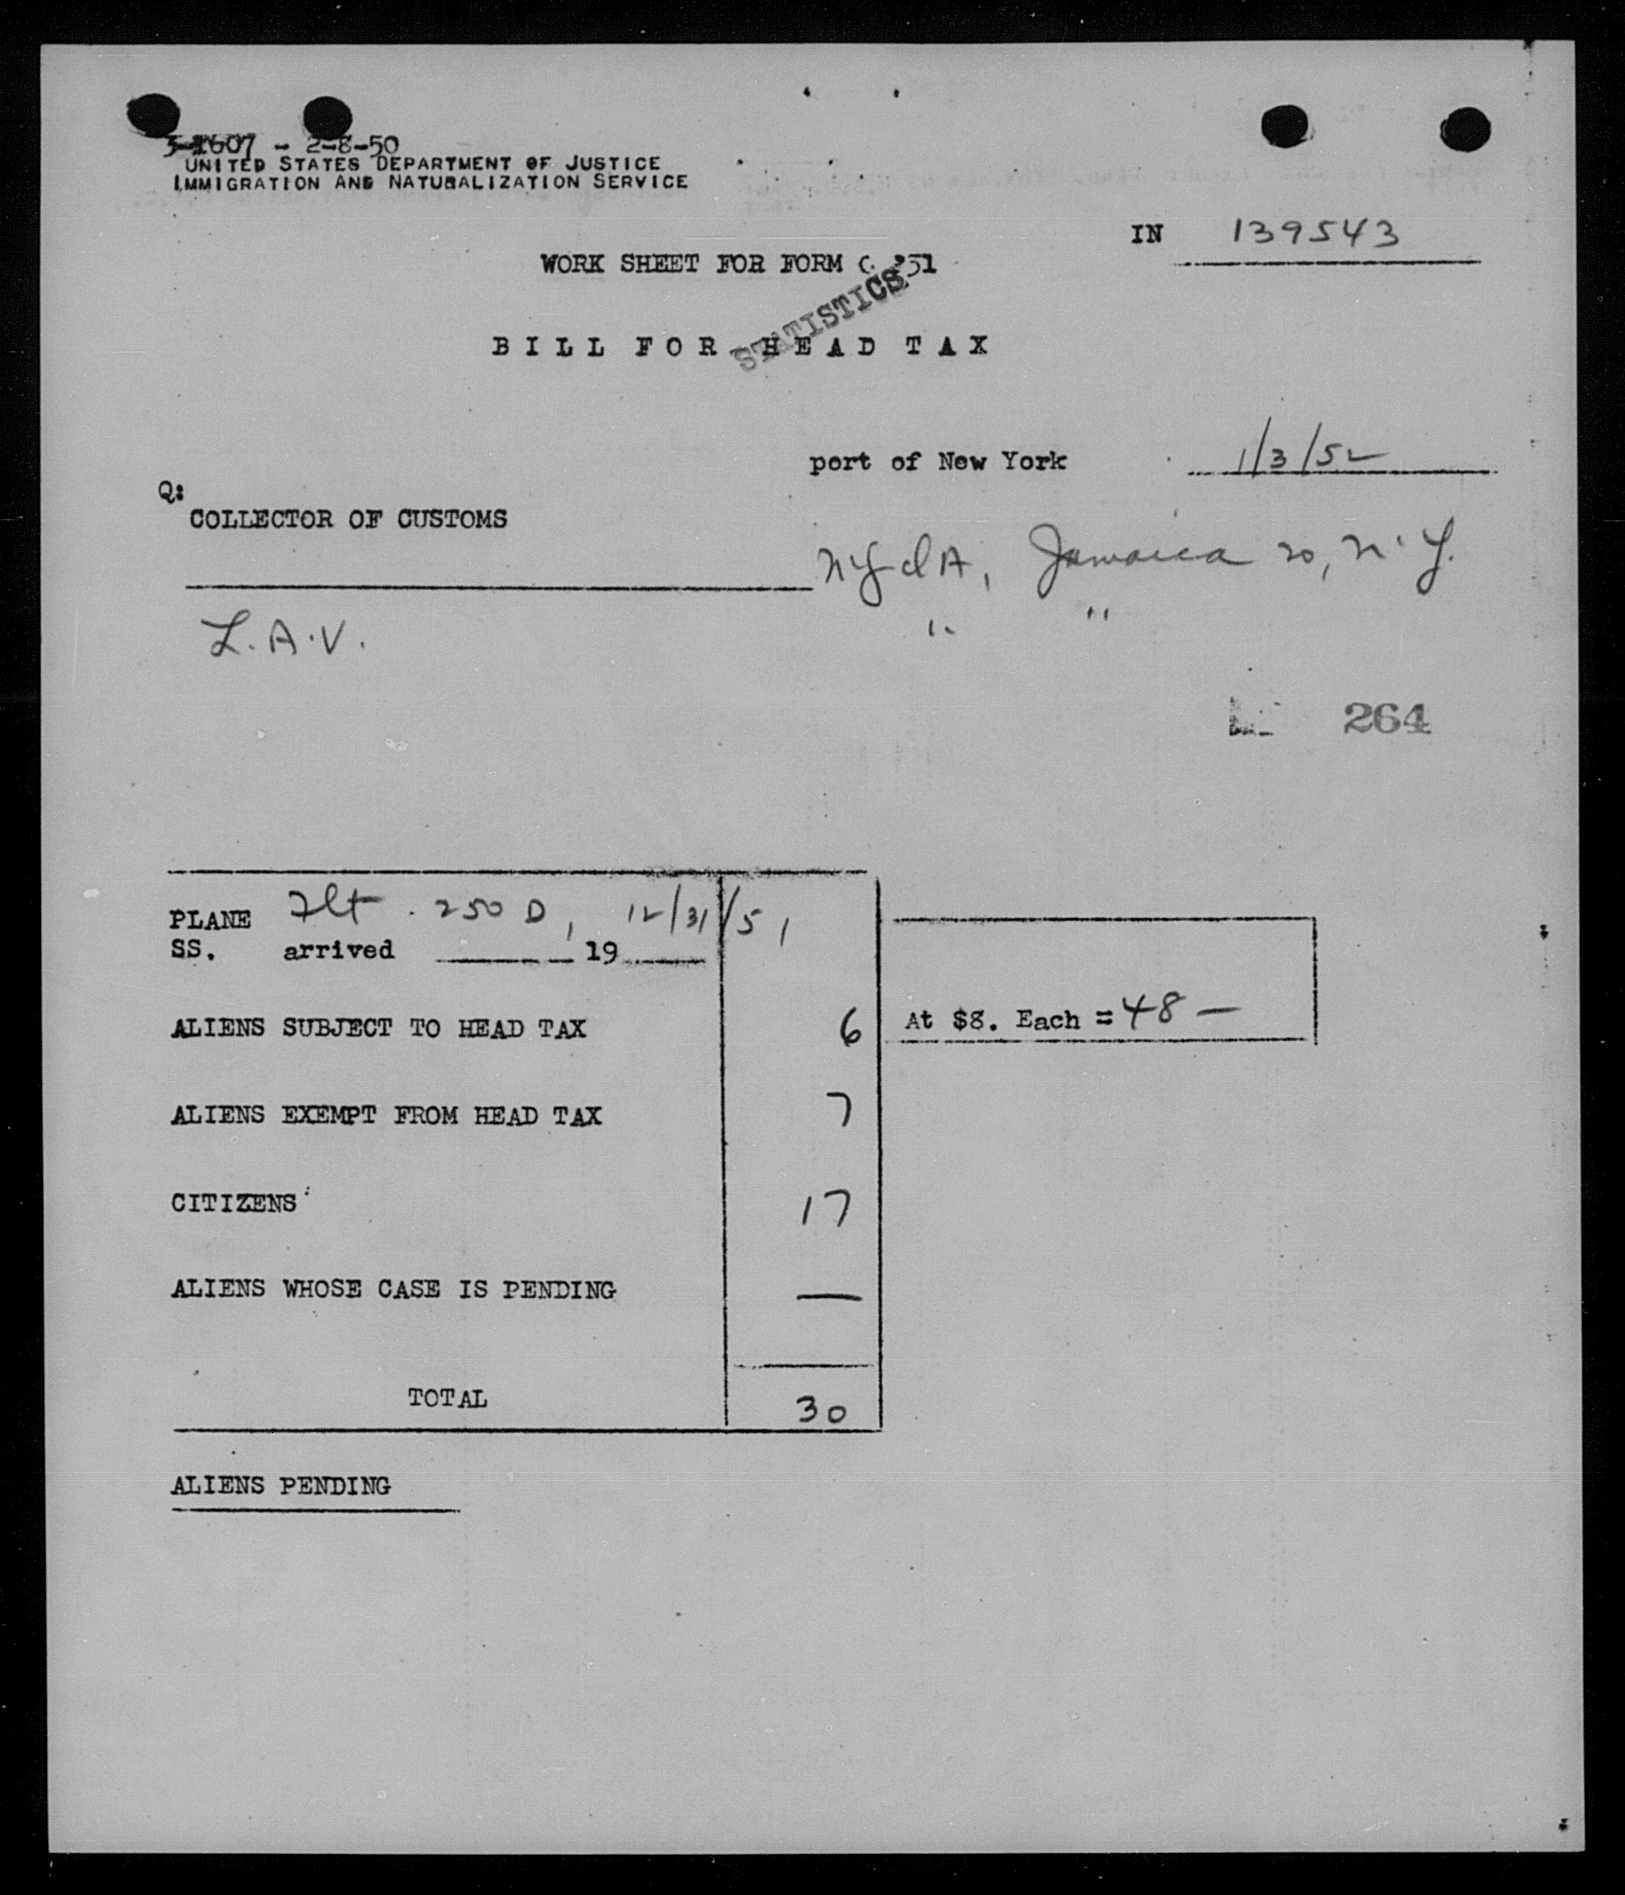 3-1607 - 2-8-50
UNITED STATES DEPARTMENT OF JUSTICE
IMMIGRATION AND NATURALIZATION SERVICE
IN 139543
WORK SHEET FOR FORM
STATISTICS
BILL FOR HEAD TAX
port of New York 1/3/52
Q:
COLLECTOR OF CUSTOMS
Jamaica 20, N.Y.
L.A.V. " "
264
PLANE Flt. 250 D, 12/31/51
SS. arrived 19
ALIENS SUBJECT TO HEAD TAX 6 At $8. Each = 48 —
ALIENS EXEMPT FROM HEAD TAX 7
CITIZENS 17
ALIENS WHOSE CASE IS PENDING —
TOTAL 30
ALIENS PENDING